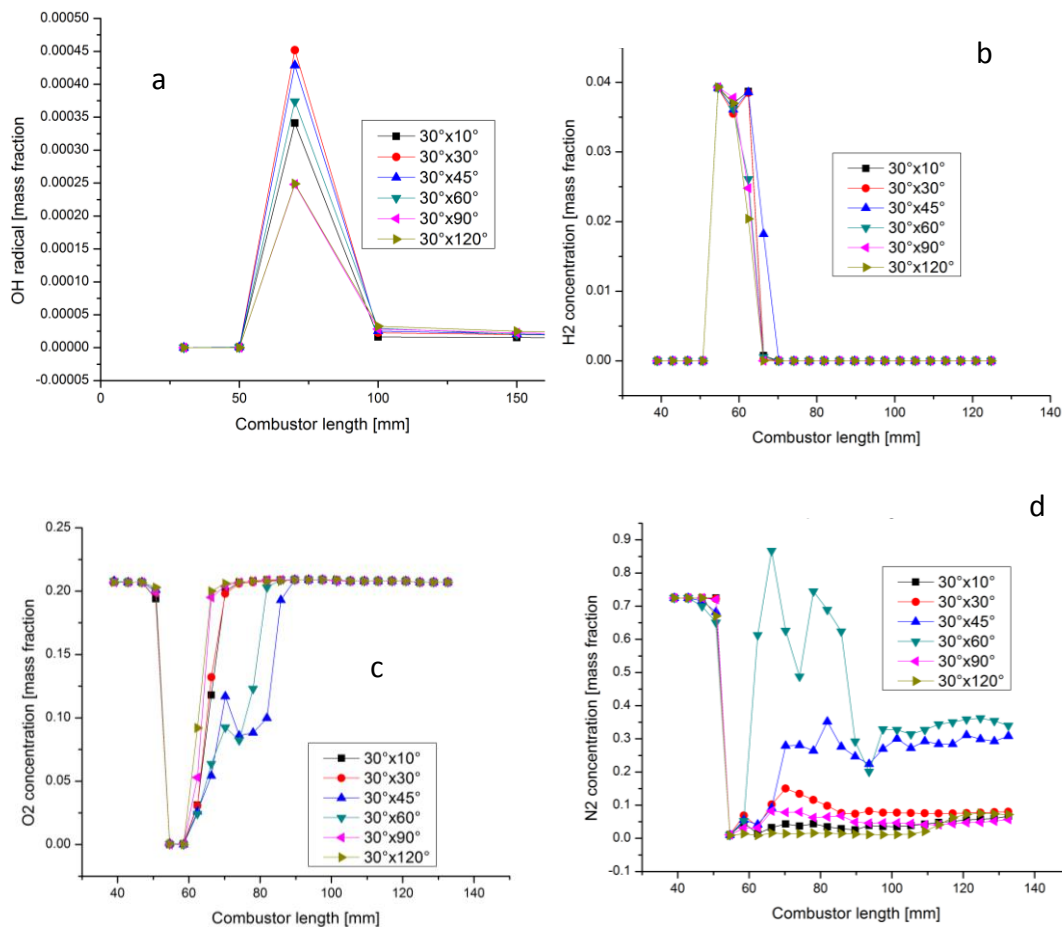 a
OH radical [mass fraction]
0.00050
0.00045
0.00040
0.00035
0.00030
0.00025
0.00020
0.00015
0.00010
0.00005
0.00000
-0.00005
30°x10°
30°x30°
30°x45°
30°x60°
30°x90°
30°x120°
0 50 100 150
Combustor length [mm]
b
H2 concentration [mass fraction
0.04
0.02
0.00
30°x10°
30°x30°
30°x45°
30°x60°
30°x90°
30°x120°
40 60 80 100 120 140
Combustor length [mm]
c
O2 concentration [mass fraction
0.25
0.20
0.15
0.10
0.05
0.00
30°x10°
30°x30°
30°x45°
30°x60°
30°x90°
30°x120°
40 60 80 100 120 140
Combustor length [mm]
d
N2 concentration [mass fraction
0.9
0.8
0.7
0.6
0.5
0.4
0.3
0.2
0.1
0.0
-0.1
30°x10°
30°x30°
30°x45°
30°x60°
30°x90°
30°x120°
40 60 80 100 120 140
Combustor length [mm]